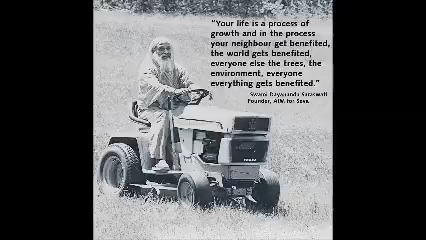 "Your life is a process of
growth and in the process
your neighbour get benefited,
the world gets benefited,
everyone else the trees, the
environment, everyone
everything gets benefited."
Swami Dayananda Saraswati
Founder, AIM for Seva.